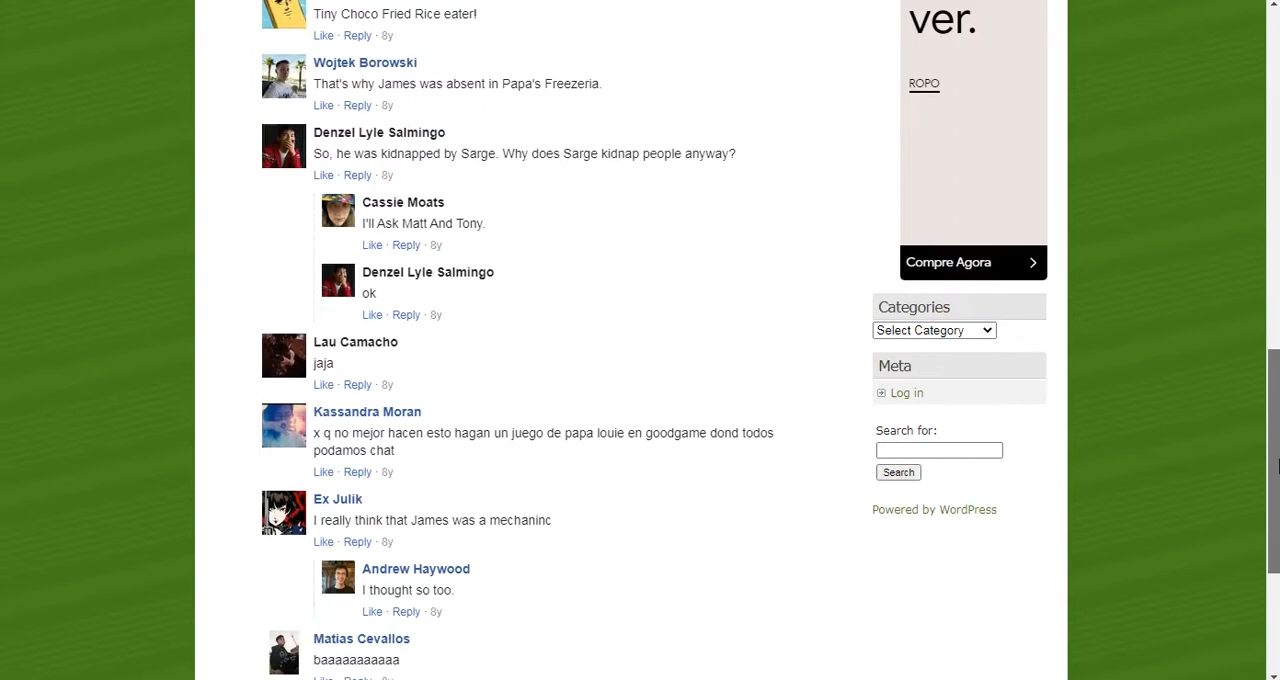 Tiny Choco Fried Rice eater!
Like · Reply · 8y
Wojtek Borowski
That's why James was absent in Papa's Freezeria.
Like · Reply · 8y
Denzel Lyle Salmingo
So, he was kidnapped by Sarge. Why does Sarge kidnap people anyway?
Like · Reply · 8y
Cassie Moats
I'll Ask Matt And Tony.
Like · Reply · 8y
Denzel Lyle Salmingo
ok
Like · Reply · 8y
Lau Camacho
jaja
Like · Reply · 8y
Kassandra Moran
x q no mejor hacen esto hagan un juego de papa louie en goodgame dond todos
podamos chat
Like · Reply · 8y
Ex Julik
I really think that James was a mechaninc
Like · Reply · 8y
Andrew Haywood
I thought so too.
Like · Reply · 8y
Matias Cevallos
baaaaaaaaaaa
Like · Reply · 8y
ver.
ROPO
Compre Agora
Categories
Select Category
Meta
Log in
Search for:
Search
Powered by WordPress